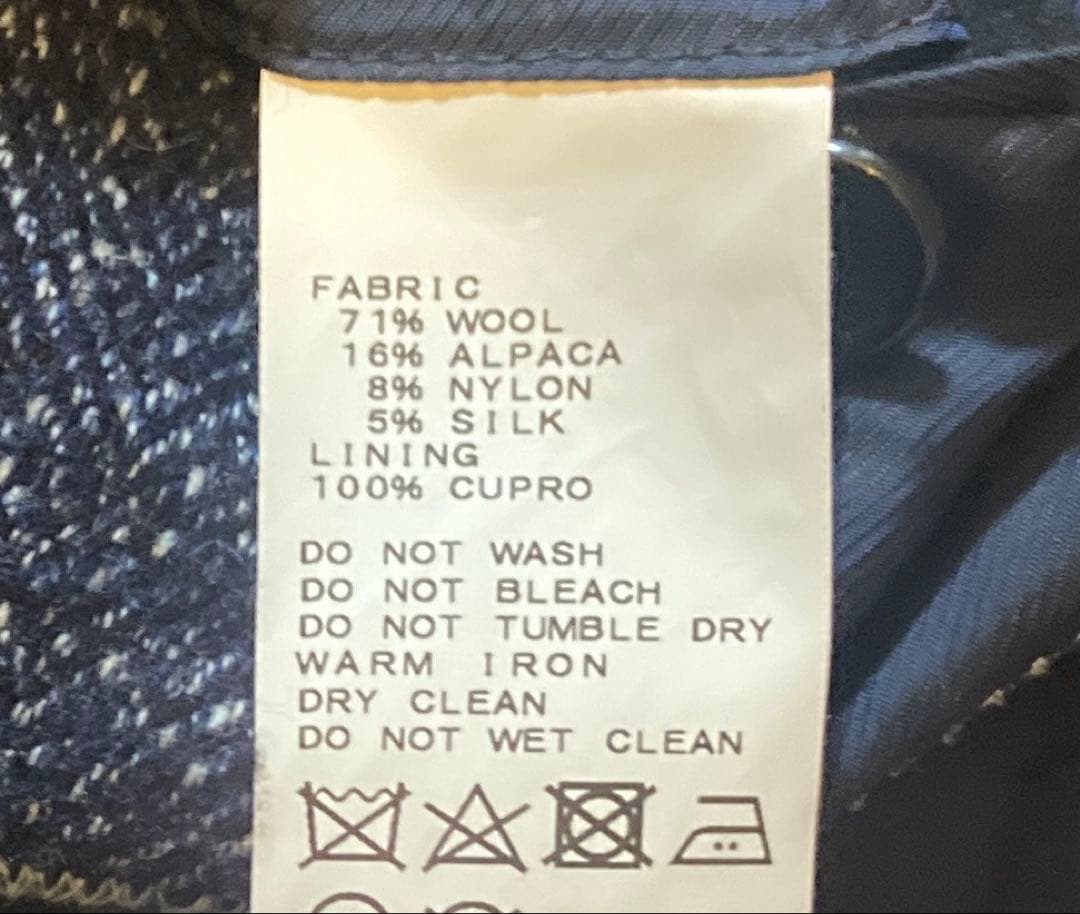 FABRIC
71% WOOL
16% ALPACA
8% NYLON
5% SILK
LINING
100% CUPRO
DO NOT WASH
DO NOT BLEACH
DO NOT TUMBLE DRY
WARM IRON
DRY CLEAN
DO NOT WET CLEAN